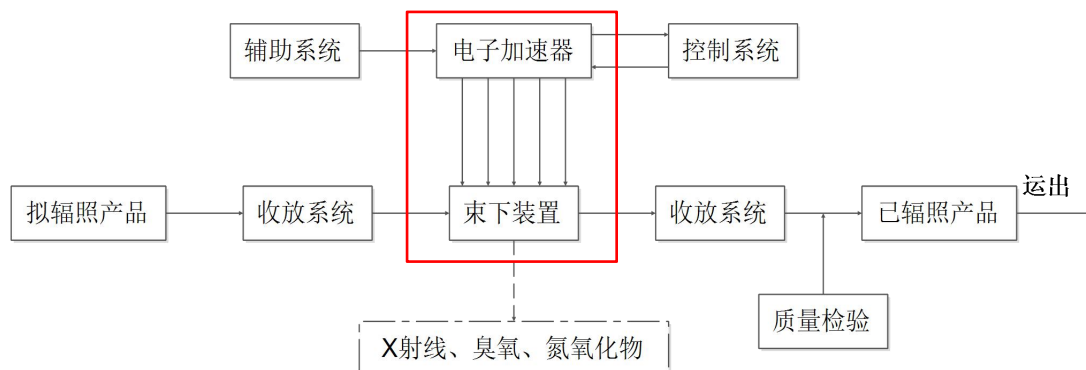 辅助系统
电子加速器
控制系统
拟辐照产品
收放系统
束下装置
收放系统
已辐照产品
运出
质量检验
X射线、臭氧、氮氧化物